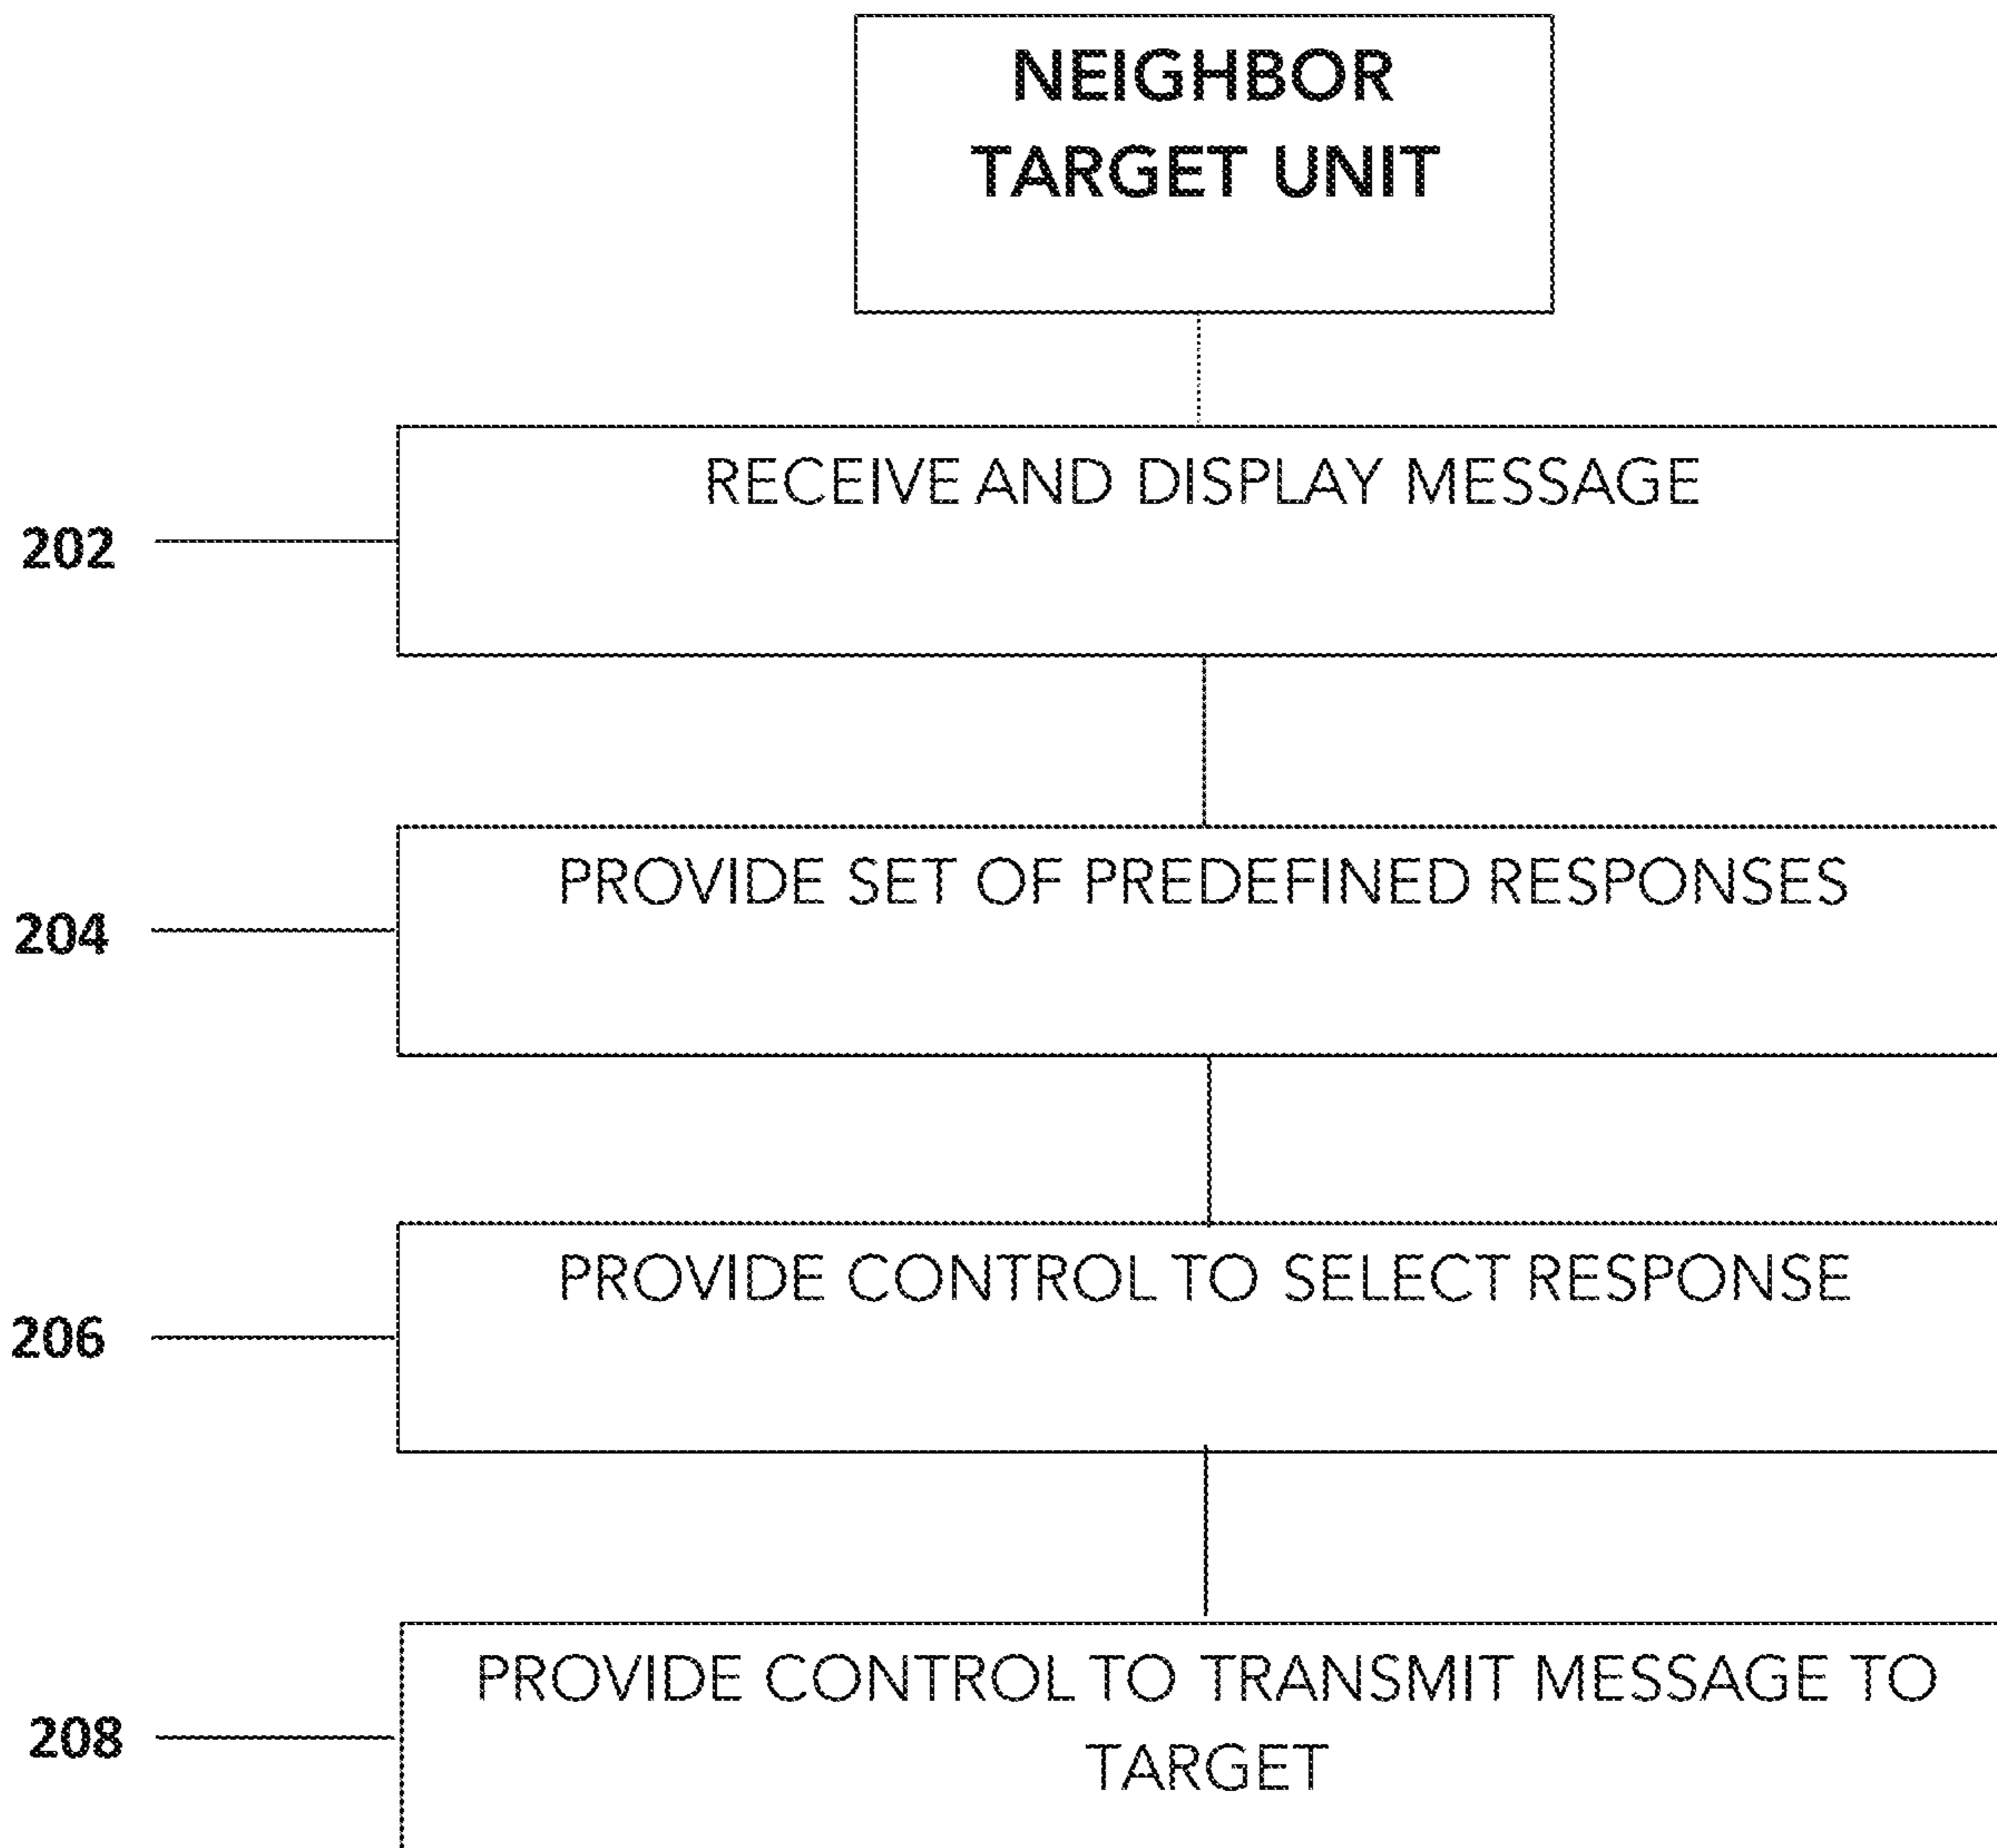 NEIGHBOR
TARGET UNIT
RECEIVE AND DISPLAY MESSAGE
202
PROVIDE SET OF PREDEFINED RESPONSES
204
PROVIDE CONTROL TO SELECT RESPONSE
206
PROVIDE CONTROL TO TRANSMIT MESSAGE TO
TARGET
208